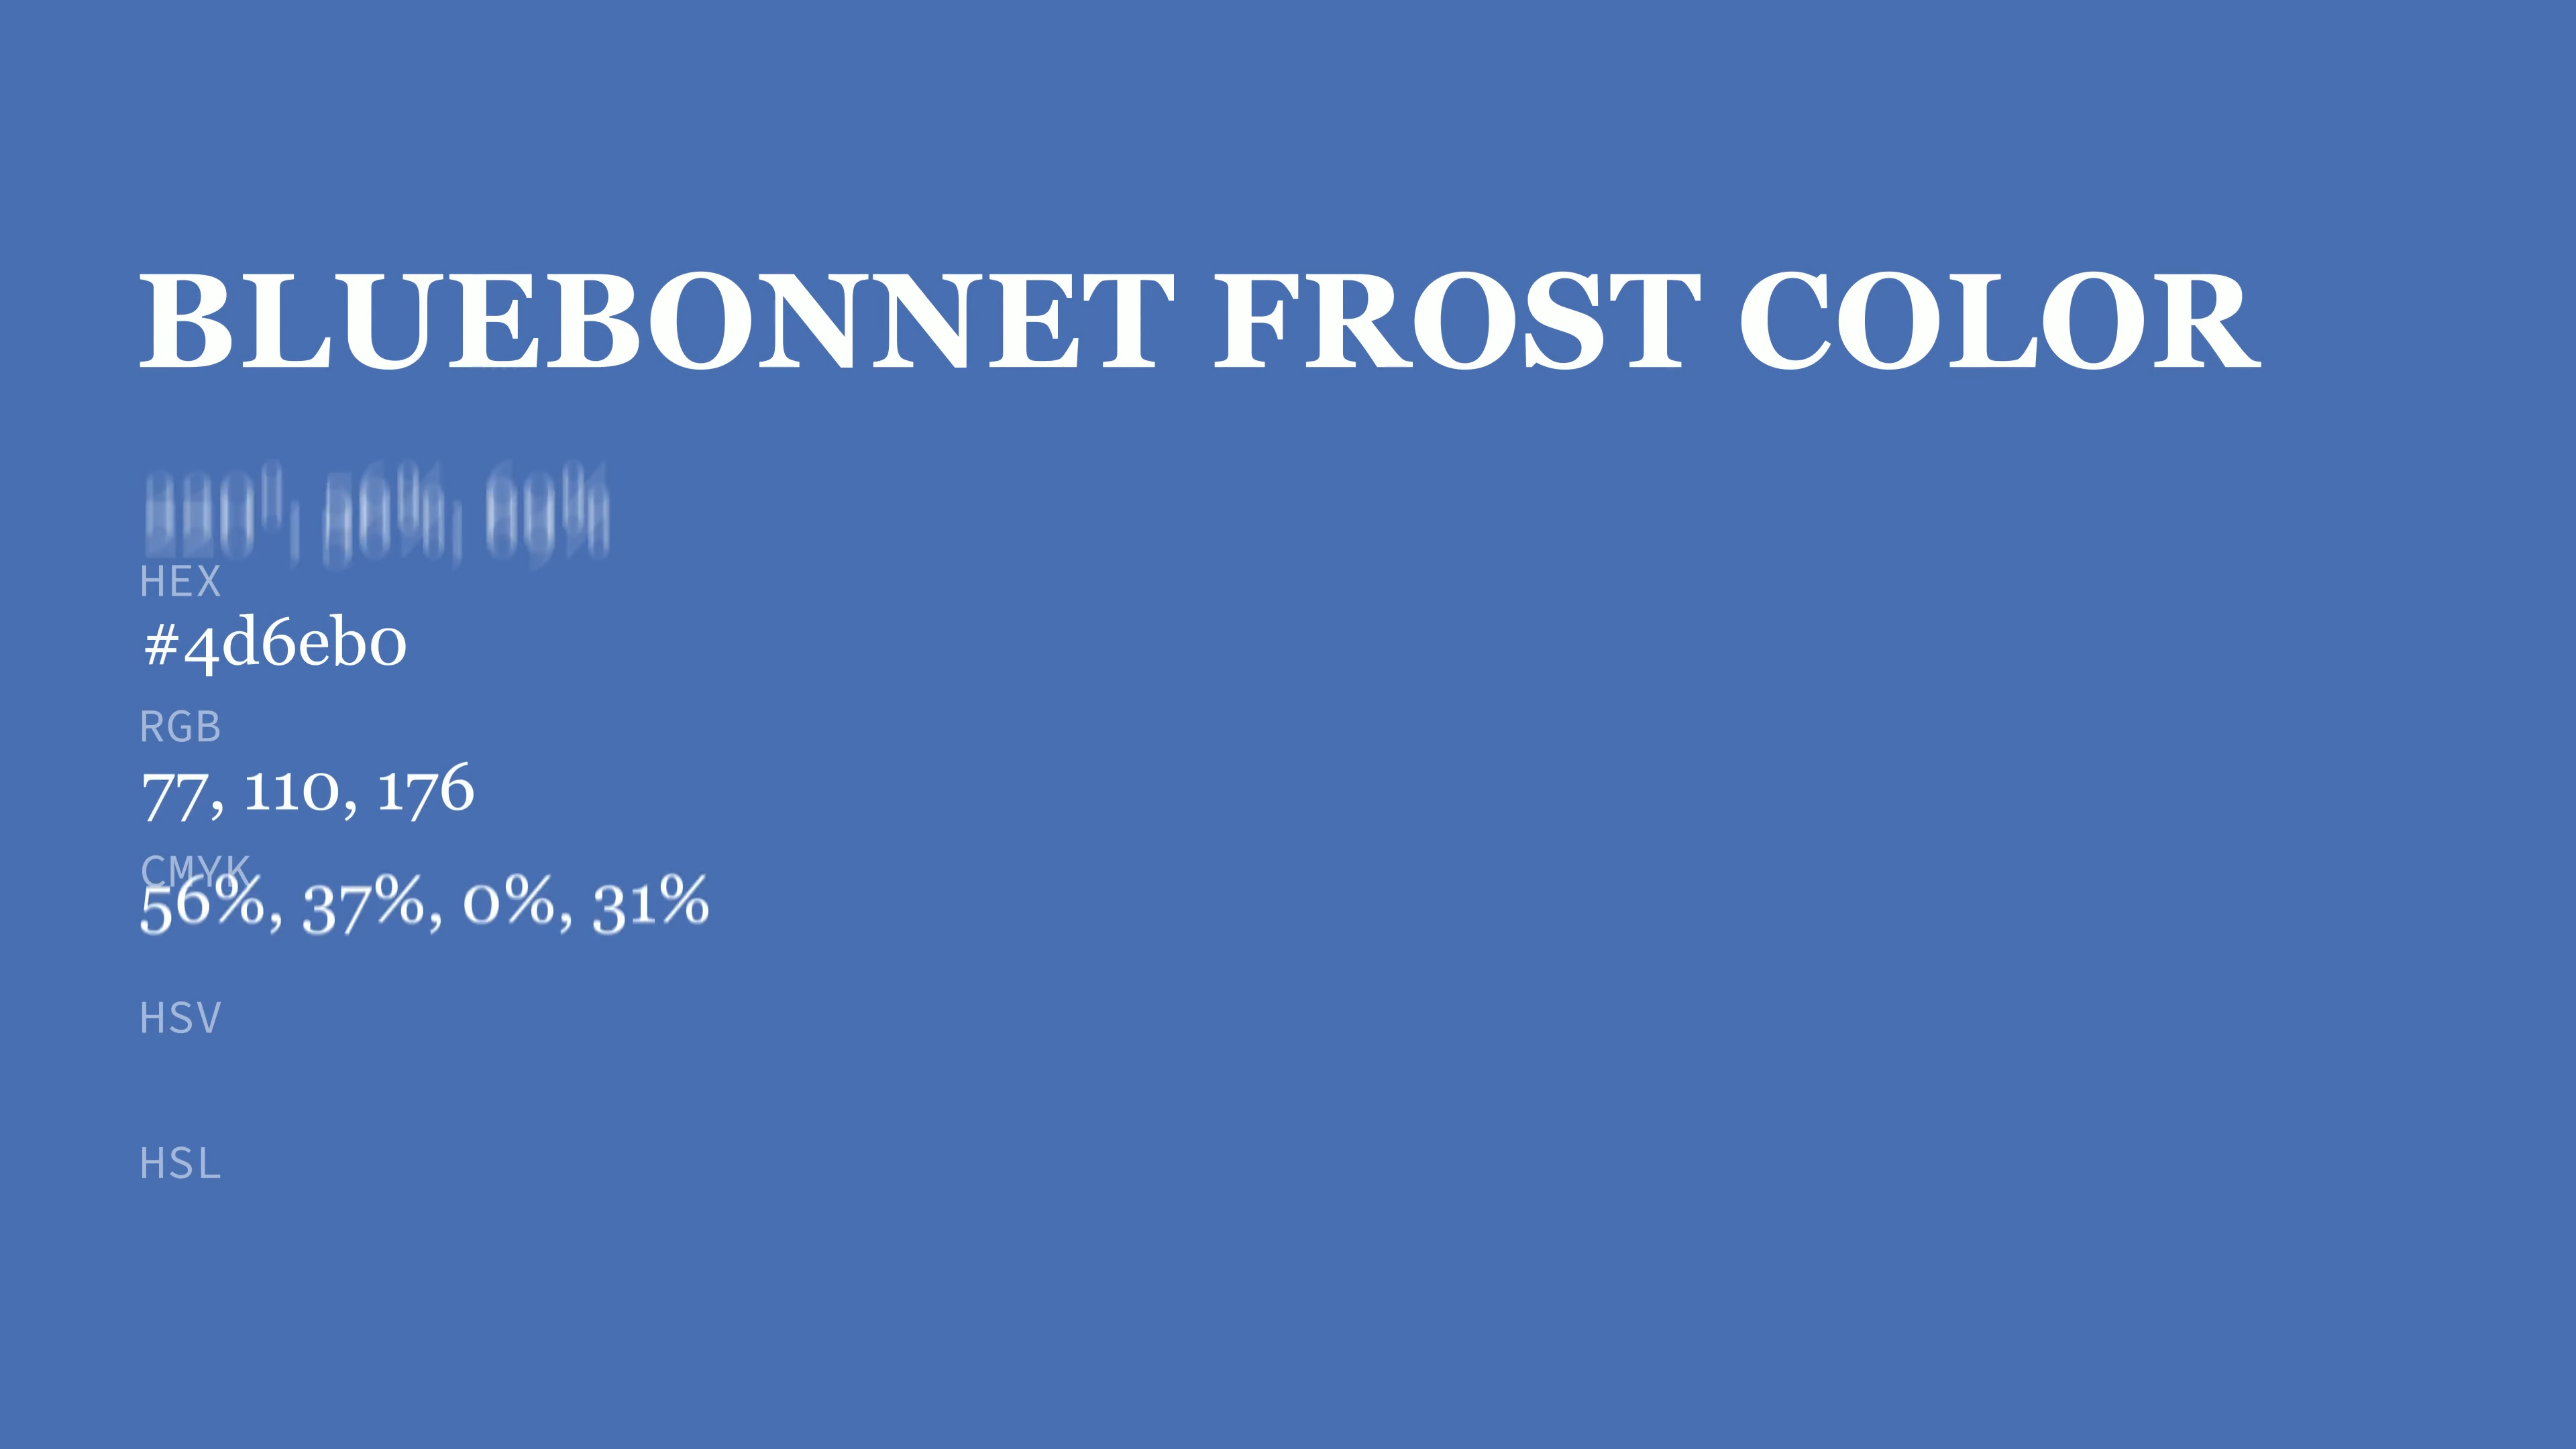 BLUEBONNET FROST COLOR
HEX
#4d6eb0
RGB
77, 110, 176
CMYK
56%, 37%, 0%, 31%
HSV
HSL